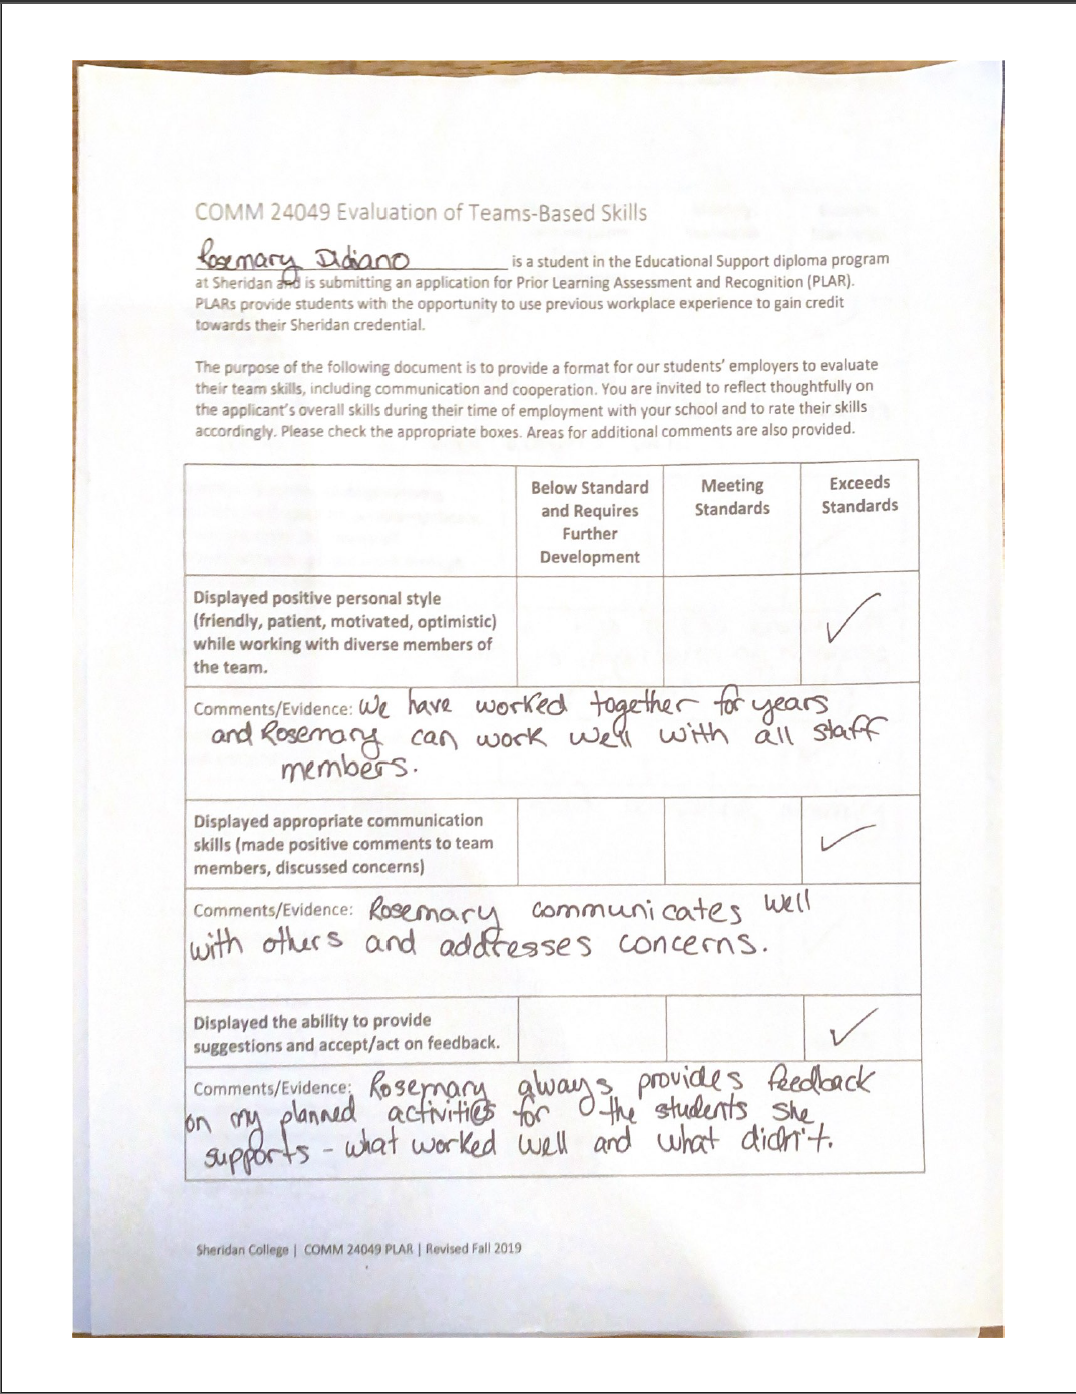 COMM 24049 Evaluation of Teams-Based Skills
Rosemary Didiano is a student in the Educational Support diploma program
at Sheridan and is submitting an application for Prior Learning Assessment and Recognition (PLAR).
PLARs provide students with the opportunity to use previous workplace experience to gain credit
towards their Sheridan credential.
The purpose of the following document is to provide a format for our students' employers to evaluate
their team skills, including communication and cooperation. You are invited to reflect thoughtfully on
the applicant's overall skills during their time of employment with your school and to rate their skills
accordingly. Please check the appropriate boxes. Areas for additional comments are also provided.
Below Standard
and Requires
Further
Development
Meeting
Standards
Exceeds
Standards
Displayed positive personal style
(friendly, patient, motivated, optimistic)
while working with diverse members of
the team.
Comments/Evidence: We have worked together for years
and Rosemary can work well with all staff
members.
Displayed appropriate communication
skills (made positive comments to team
members, discussed concerns)
Comments/Evidence: Rosemary communicates well
with others and addresses concerns.
Displayed the ability to provide
suggestions and accept/act on feedback.
Comments/Evidence: Rosemary always provides feedback
on my planned activities for the students she
supports - what worked well and what didn't.
Sheridan College | COMM 24049 PLAR | Revised Fall 2019